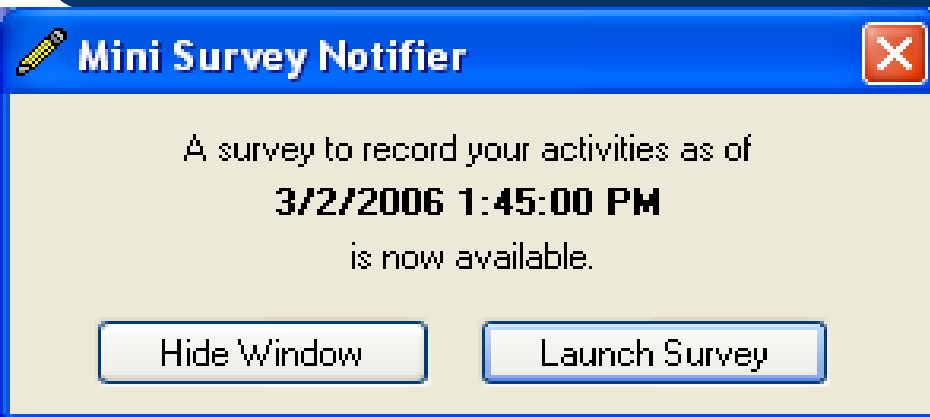 Mini Survey Notifier
A survey to record your activities as of
3/2/2006 1:45:00 PM
is now available.
Hide Window
Launch Survey